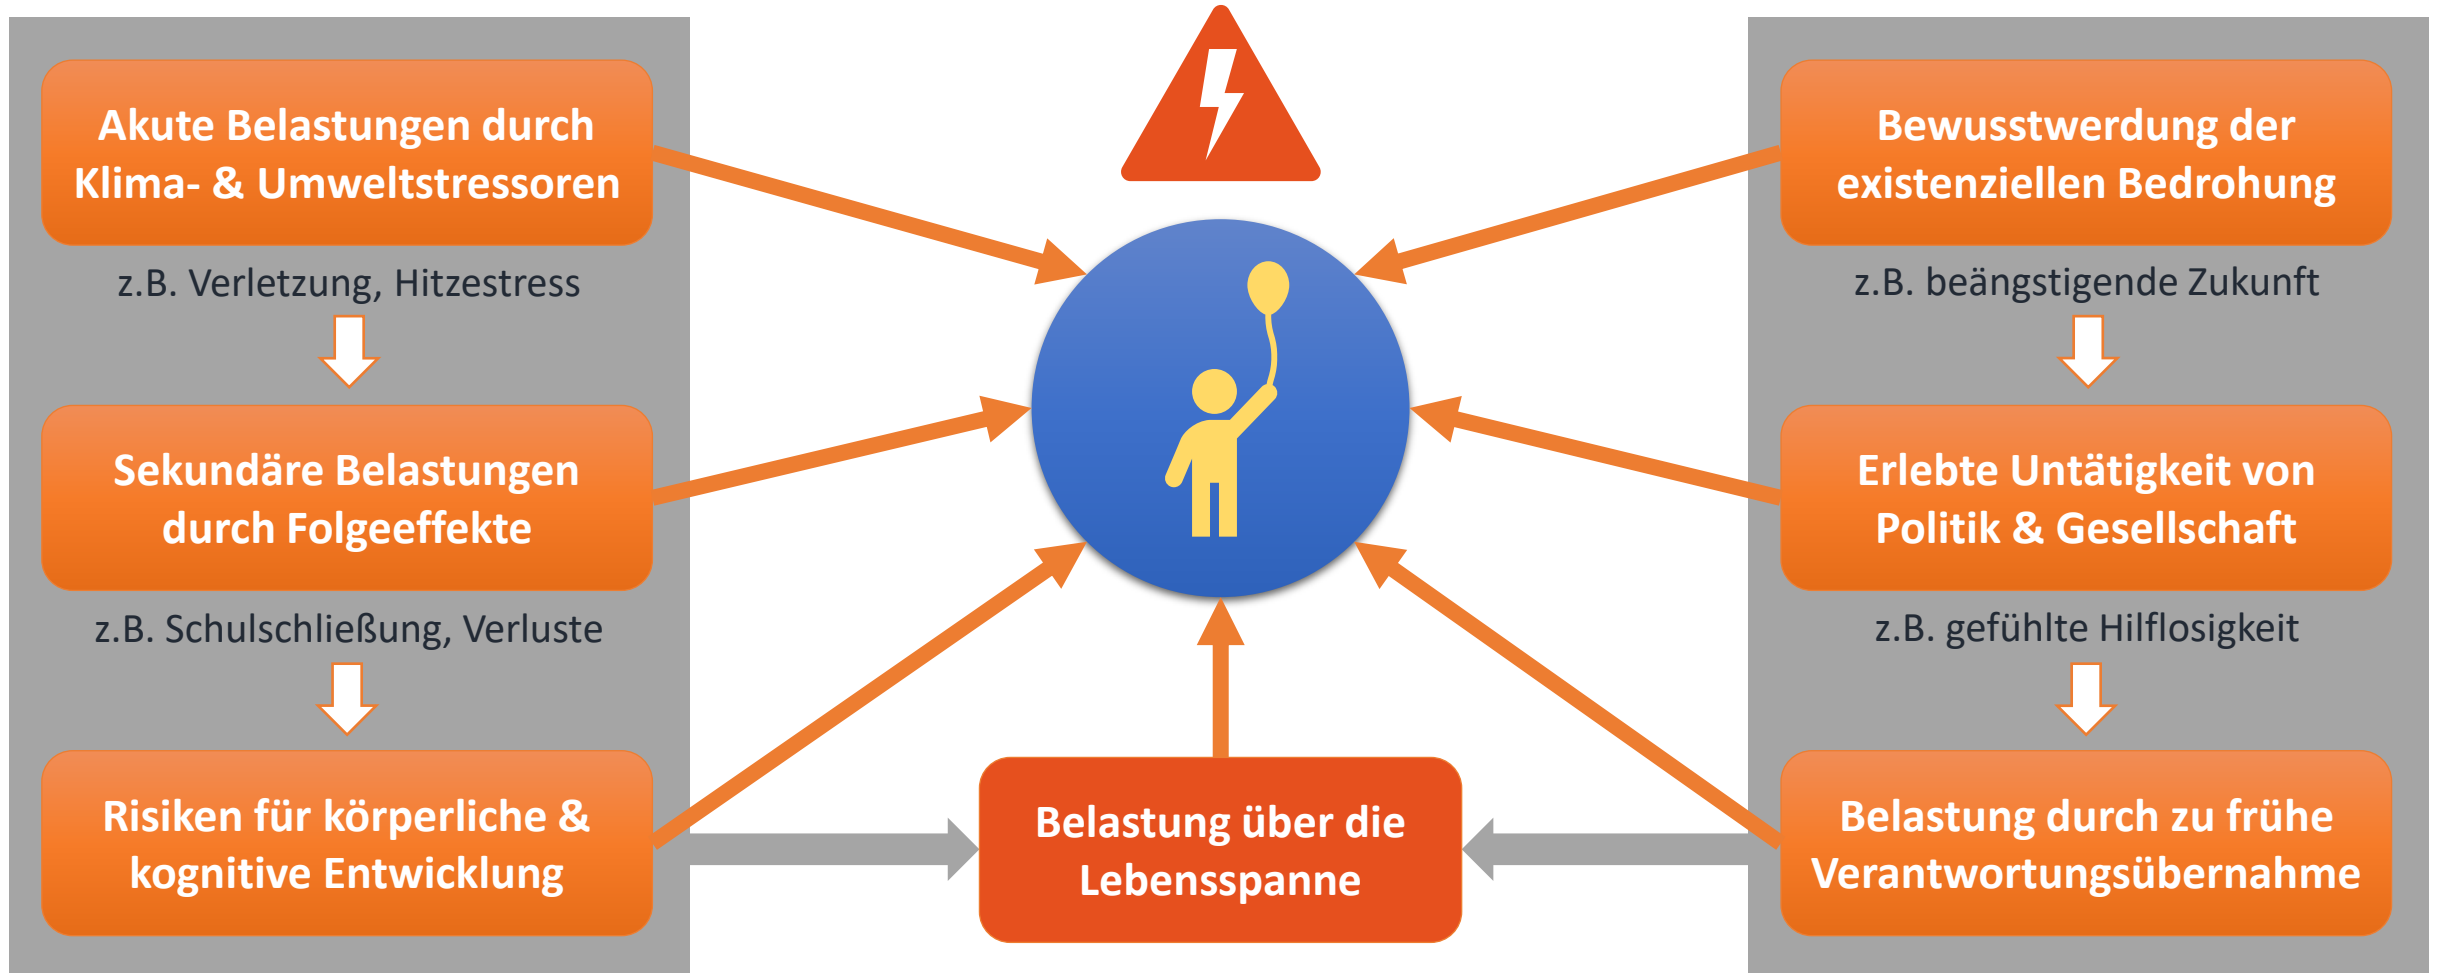 Akute Belastungen durch
Klima- & Umweltstressoren
z.B. Verletzung, Hitzestress
Sekundäre Belastungen
durch Folgeeffekte
z.B. Schulschließung, Verluste
Risiken für körperliche &
kognitive Entwicklung
Belastung über die
Lebensspanne
Bewusstwerdung der
existenziellen Bedrohung
z.B. beängstigende Zukunft
Erlebte Untätigkeit von
Politik & Gesellschaft
z.B. gefühlte Hilflosigkeit
Belastung durch zu frühe
Verantwortungsübernahme